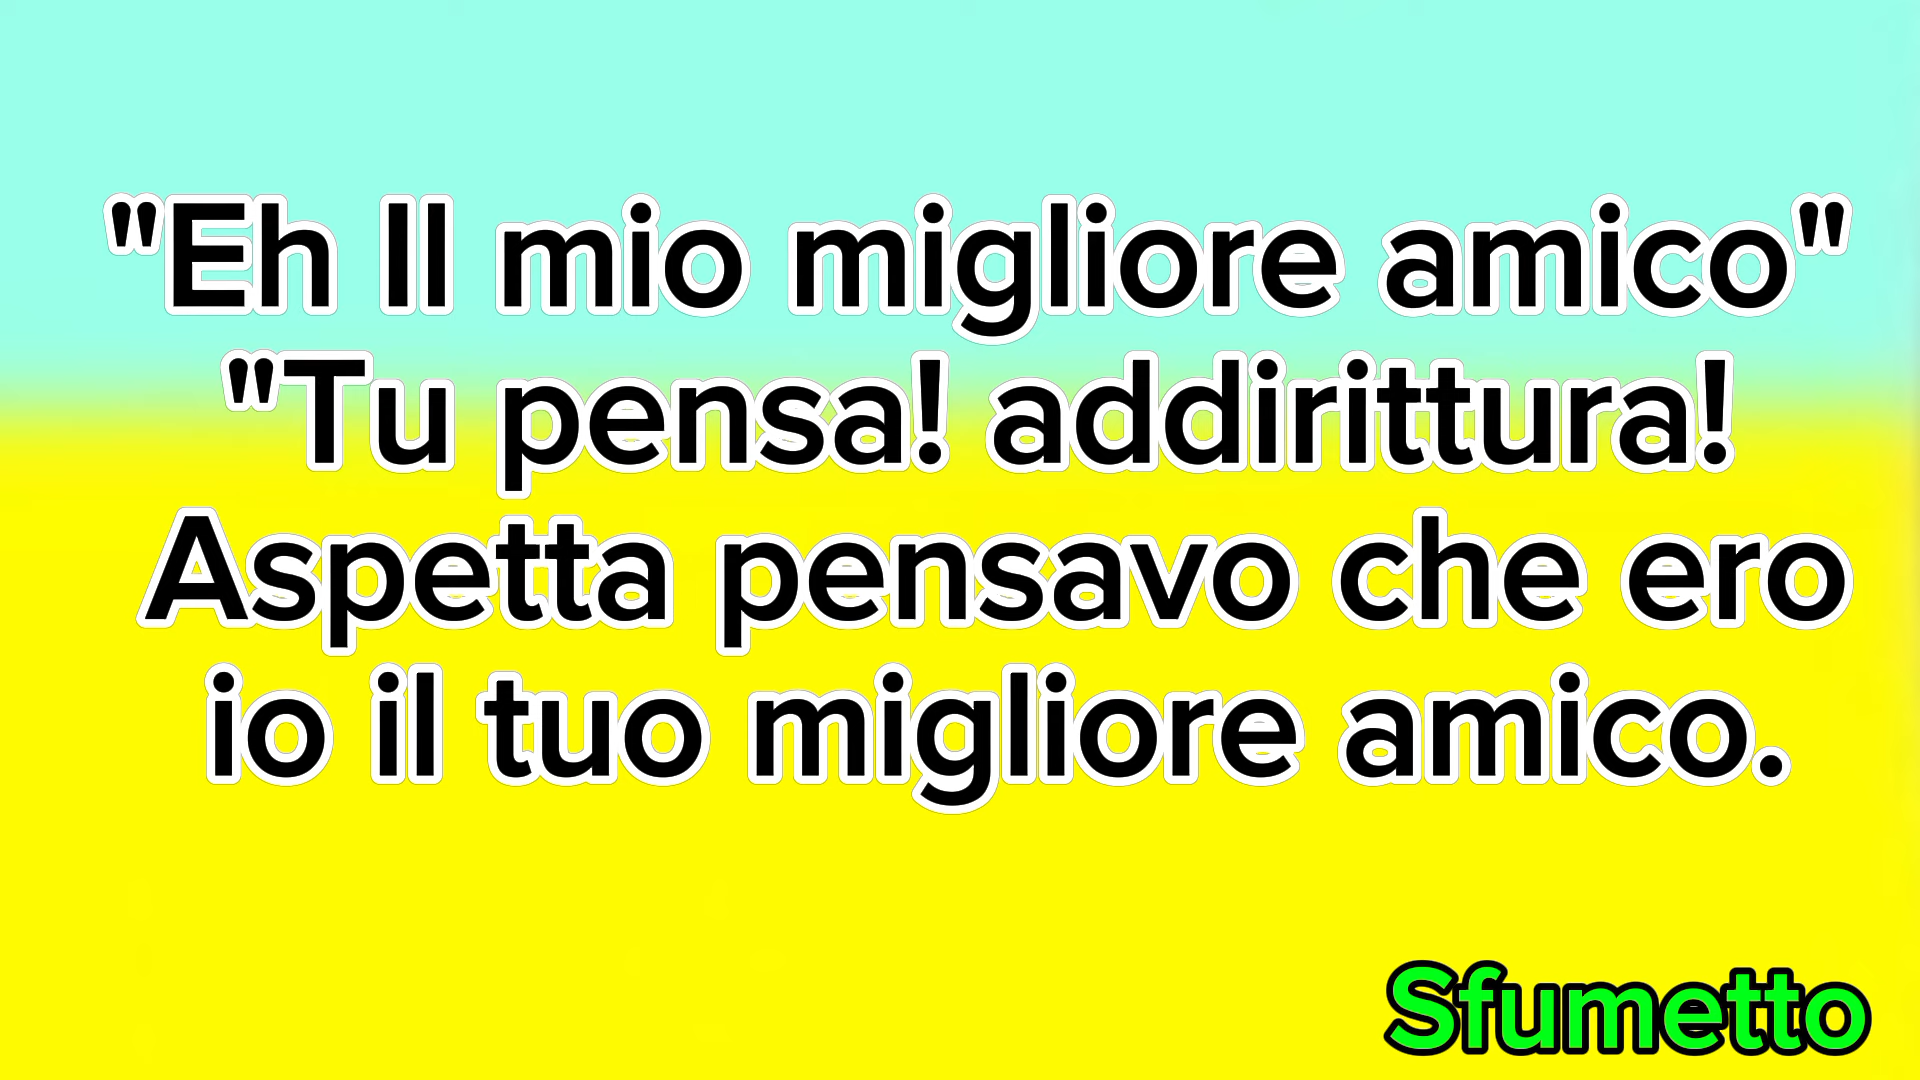 "Eh Il mio migliore amico"
"Tu pensa! addirittura!
Aspetta pensavo che ero
io il tuo migliore amico.
Sfumetto